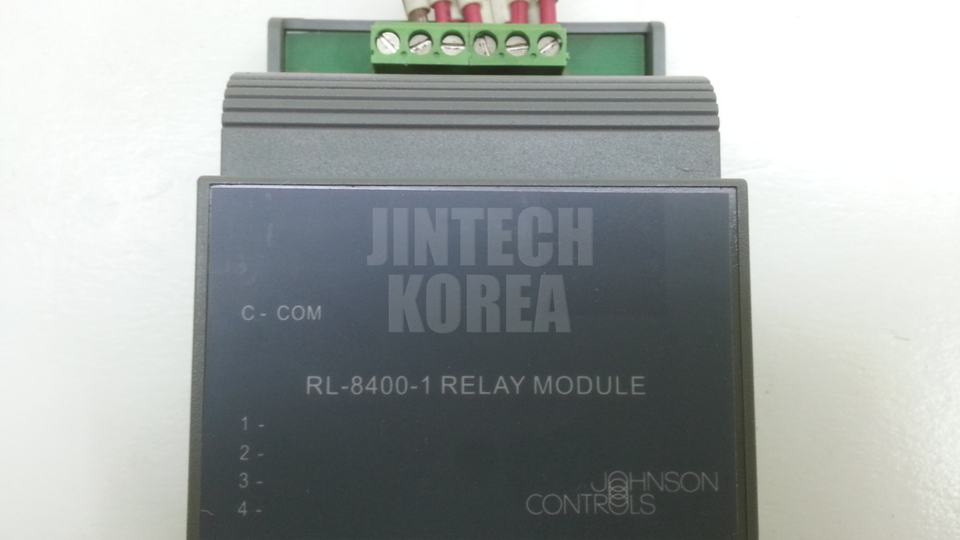 JINTECH
KOREA
C - COM
RL-8400-1 RELAY MODULE
1 -
2 -
3 -
4 -
JOHNSON
CONTROLS